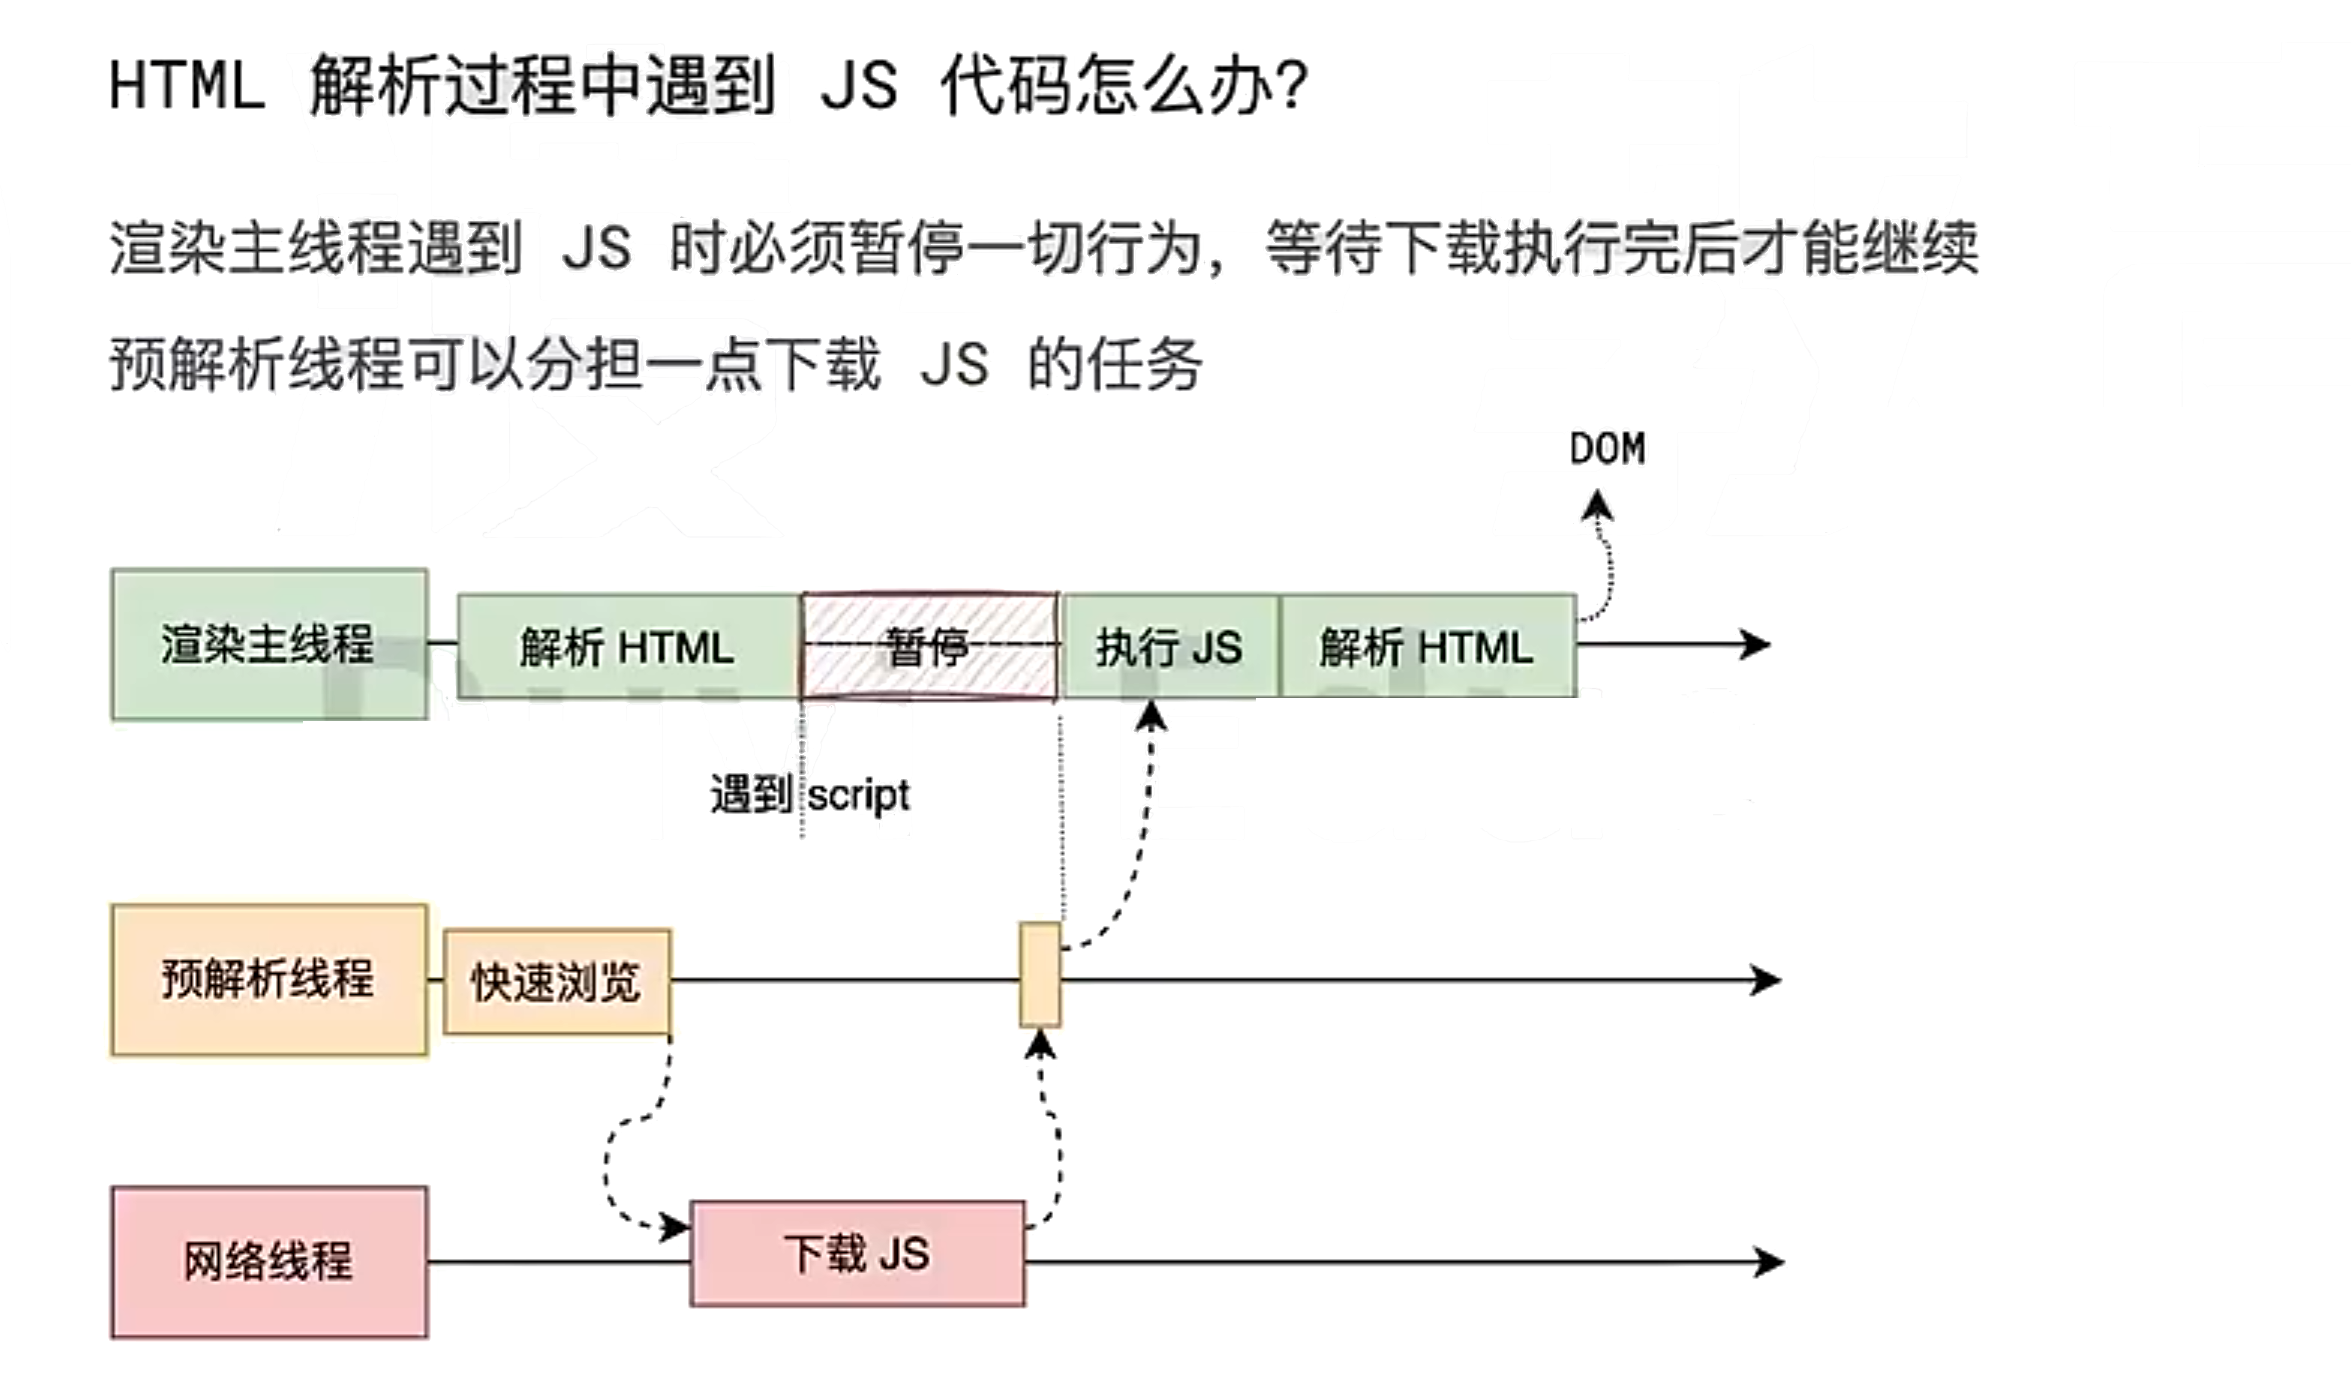 HTML 解析过程中遇到 JS 代码怎么办?
渲染主线程遇到 JS 时必须暂停一切行为，等待下载执行完后才能继续
预解析线程可以分担一点下载 JS 的任务
DOM
渲染主线程
解析 HTML
暂停
执行 JS
解析 HTML
遇到 script
预解析线程
快速浏览
网络线程
下载 JS